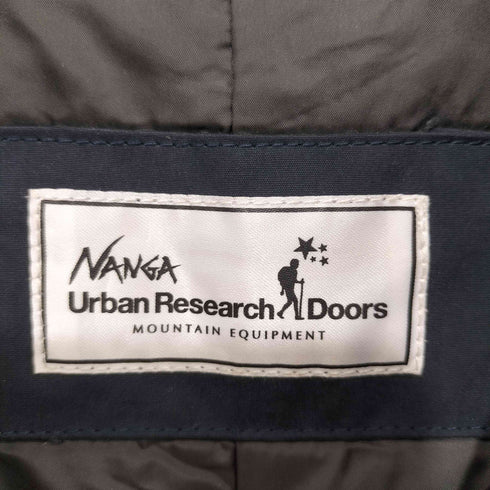 NANGA
Urban Research Doors
MOUNTAIN EQUIPMENT